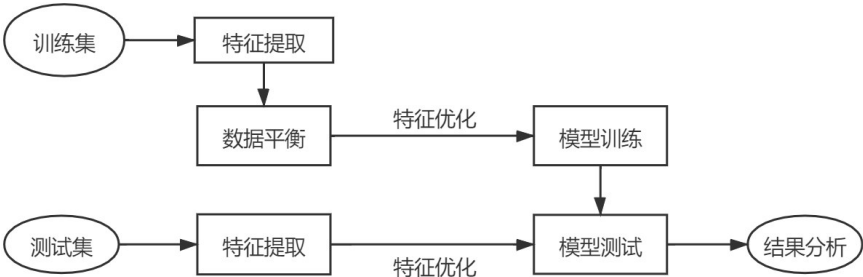 训练集
特征提取
数据平衡
特征优化
模型训练
测试集
特征提取
特征优化
模型测试
结果分析